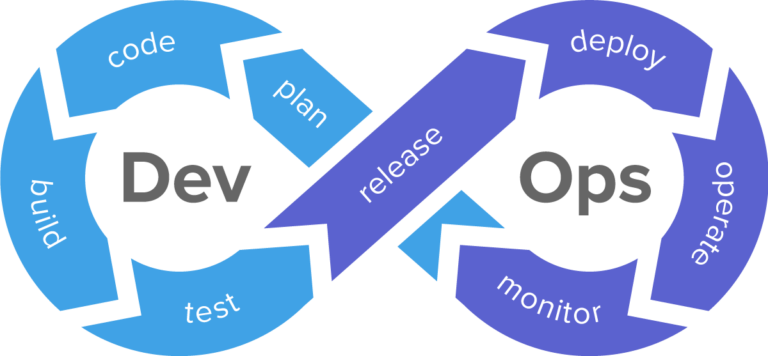 Dev
Ops
plan
code
build
test
release
deploy
operate
monitor